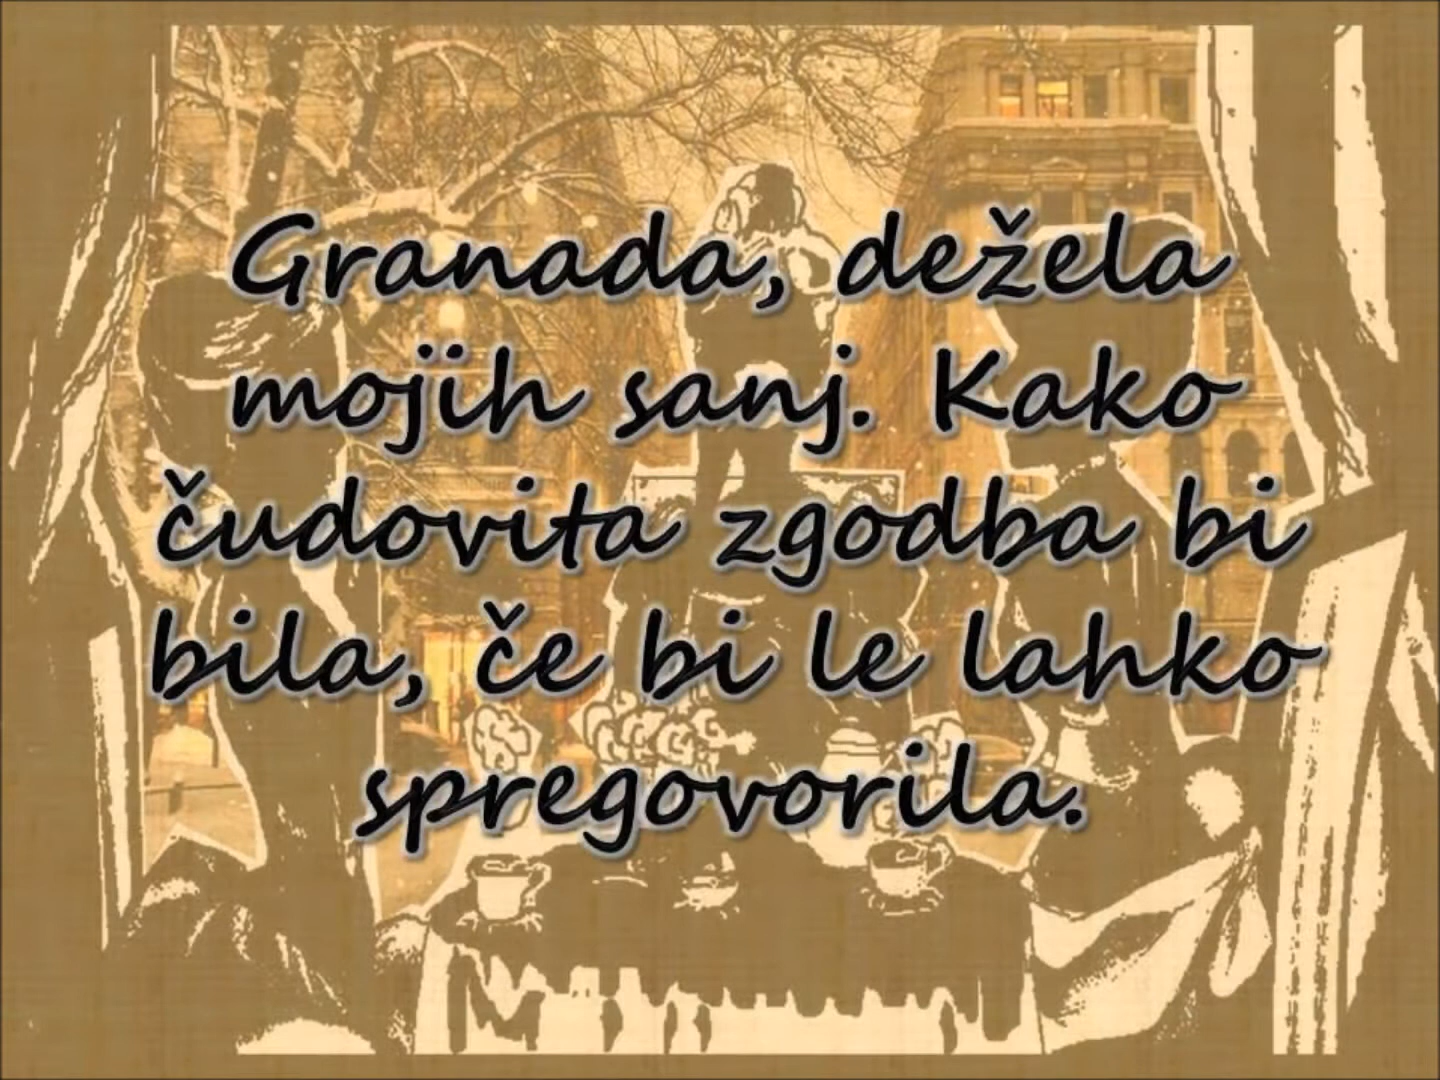 Granada, dežela
mojih sanj. Kako
čudovita zgodba bi
bila, če bi le lahko
spregovorila.